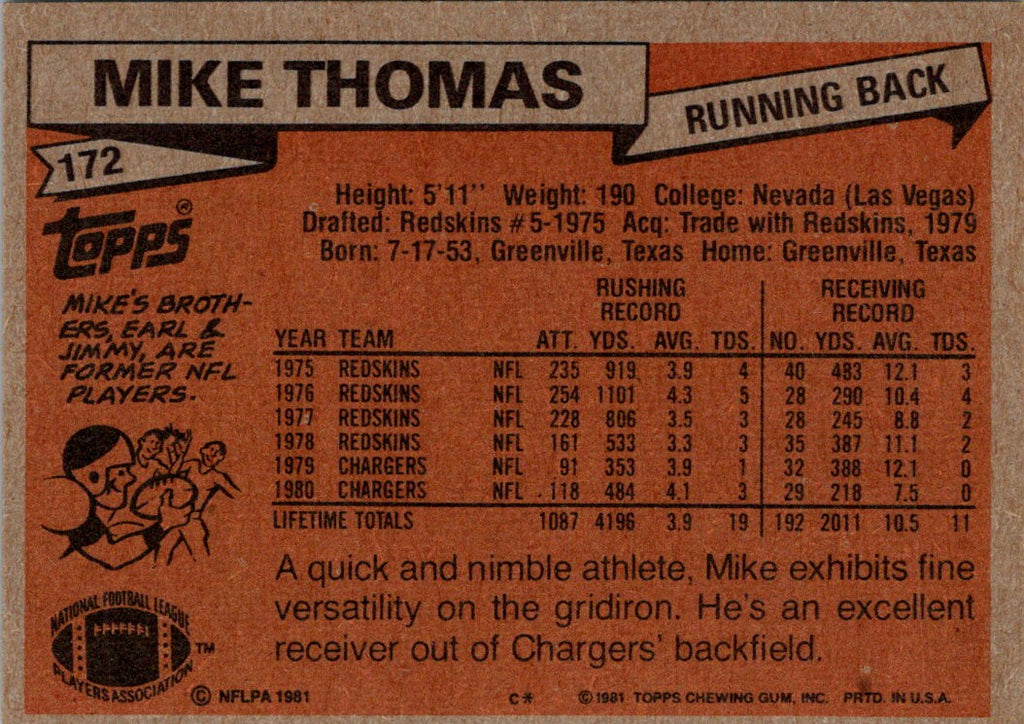 MIKE THOMAS
RUNNING BACK
172
Topps®
Height: 5'11'' Weight: 190 College: Nevada (Las Vegas)
Drafted: Redskins #5-1975 Acq: Trade with Redskins, 1979
Born: 7-17-53, Greenville, Texas Home: Greenville, Texas
MIKE'S BROTH-
ERS, EARL &
JIMMY, ARE
FORMER NFL
PLAYERS.
RUSHING RECEIVING
RECORD RECORD
YEAR TEAM ATT. YDS. AVG. TDS. NO. YDS. AVG. TDS.
1975 REDSKINS NFL 235 919 3.9 4 40 483 12.1 3
1976 REDSKINS NFL 254 1101 4.3 5 28 290 10.4 4
1977 REDSKINS NFL 228 806 3.5 3 28 245 8.8 2
1978 REDSKINS NFL 161 533 3.3 3 35 387 11.1 2
1979 CHARGERS NFL 91 353 3.9 1 32 388 12.1 0
1980 CHARGERS NFL 118 484 4.1 3 29 218 7.5 0
LIFETIME TOTALS 1087 4196 3.9 19 192 2011 10.5 11
A quick and nimble athlete, Mike exhibits fine
versatility on the gridiron. He's an excellent
receiver out of Chargers' backfield.
NATIONAL FOOTBALL LEAGUE
PLAYERS ASSOCIATION
TM
© NFLPA 1981 C* © 1981 TOPPS CHEWING GUM, INC. PRTD. IN U.S.A.